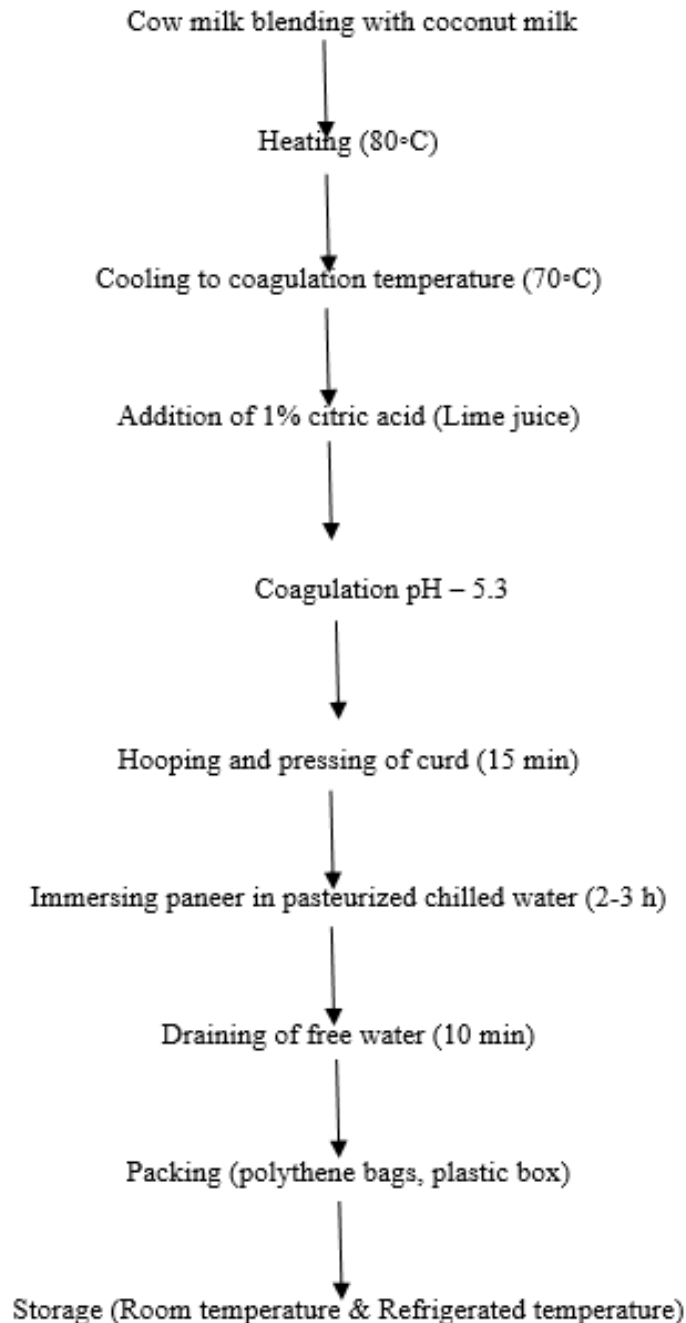 Cow milk blending with coconut milk
Heating (80◦C)
Cooling to coagulation temperature (70◦C)
Addition of 1% citric acid (Lime juice)
Coagulation pH – 5.3
Hooping and pressing of curd (15 min)
Immersing paneer in pasteurized chilled water (2-3 h)
Draining of free water (10 min)
Packing (polythene bags, plastic box)
Storage (Room temperature & Refrigerated temperature)